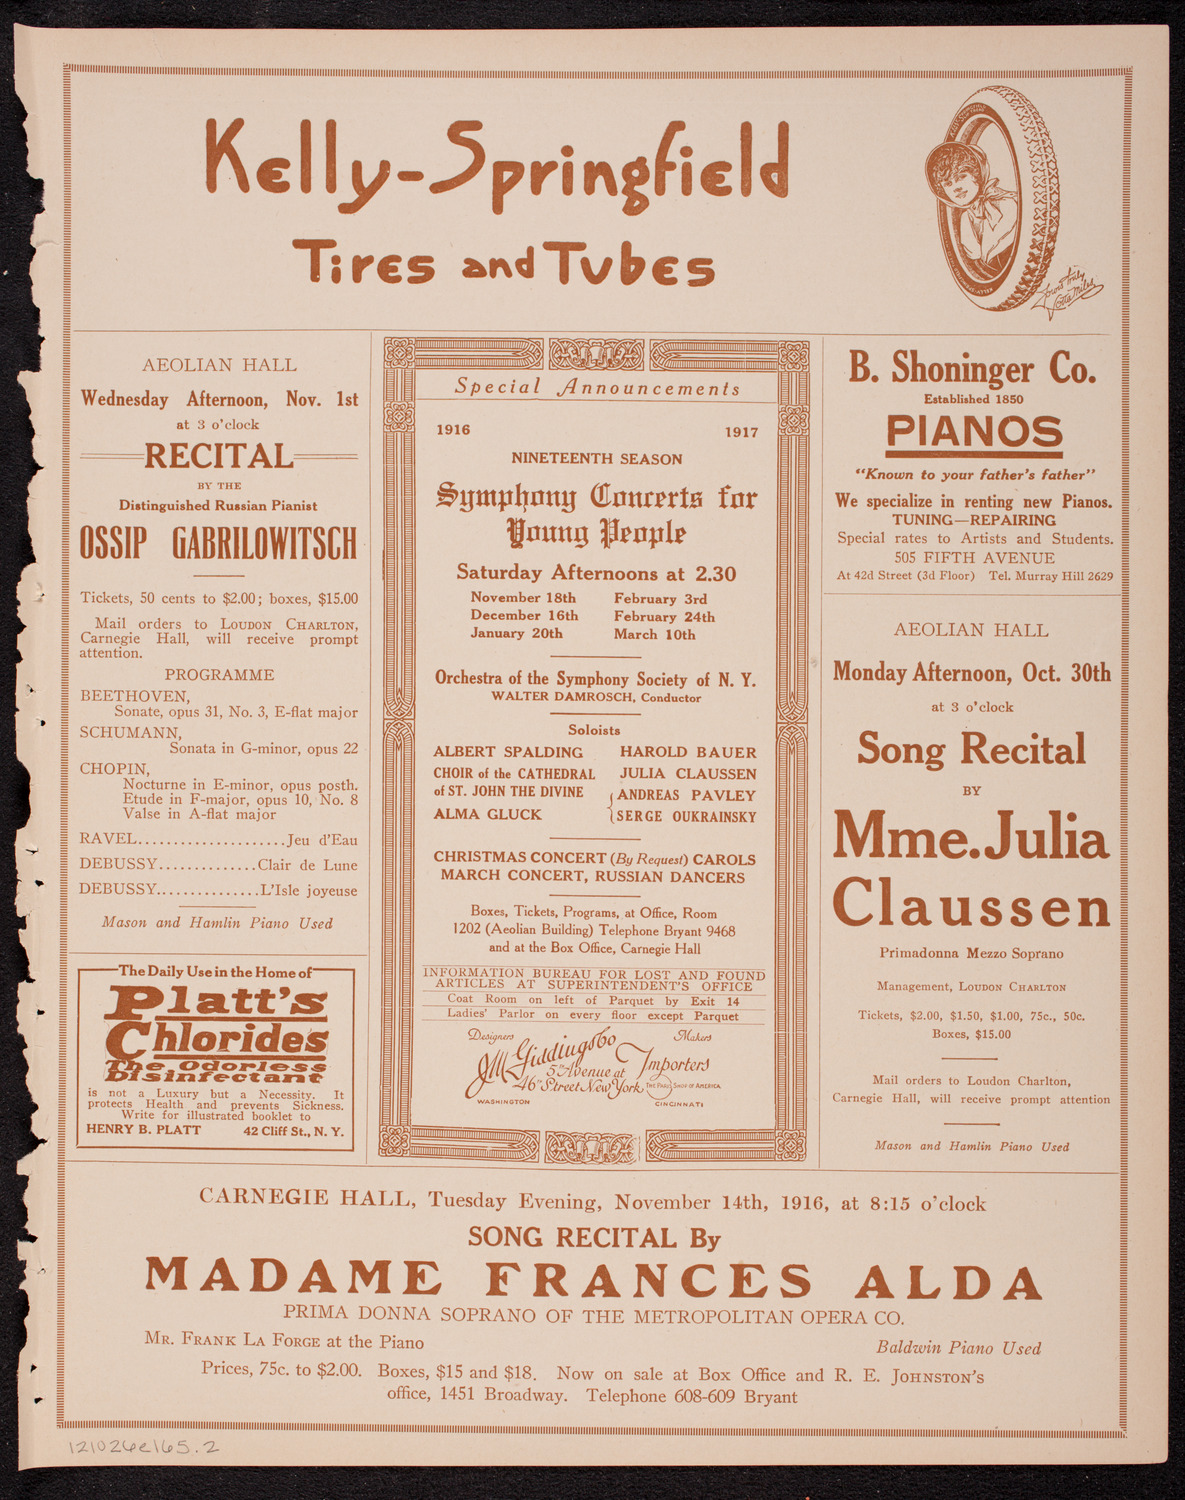 Kelly-Springfield
Tires and Tubes
Yours truly
Lotta Miles
AEOLIAN HALL
Wednesday Afternoon, Nov. 1st
at 3 o'clock
RECITAL
BY THE
Distinguished Russian Pianist
OSSIP GABRILOWITSCH
Tickets, 50 cents to $2.00; boxes, $15.00
Mail orders to LOUDON CHARLTON,
Carnegie Hall, will receive prompt
attention.
PROGRAMME
BEETHOVEN,
Sonate, opus 31, No. 3, E-flat major
SCHUMANN,
Sonata in G-minor, opus 22
CHOPIN,
Nocturne in E-minor, opus posth.
Etude in F-major, opus 10, No. 8
Valse in A-flat major
RAVEL.....................Jeu d'Eau
DEBUSSY..............Clair de Lune
DEBUSSY...............L'Isle joyeuse
Mason and Hamlin Piano Used
The Daily Use in the Home of
Platt's
Chlorides
The Odorless
Disinfectant
is not a Luxury but a Necessity. It
protects Health and prevents Sickness.
Write for illustrated booklet to
HENRY B. PLATT 42 Cliff St., N. Y.
Special Announcements
1916 1917
NINETEENTH SEASON
Symphony Concerts for
Young People
Saturday Afternoons at 2.30
November 18th February 3rd
December 16th February 24th
January 20th March 10th
Orchestra of the Symphony Society of N. Y.
WALTER DAMROSCH, Conductor
Soloists
ALBERT SPALDING HAROLD BAUER
CHOIR of the CATHEDRAL JULIA CLAUSSEN
of ST. JOHN THE DIVINE ANDREAS PAVLEY
ALMA GLUCK SERGE OUKRAINSKY
CHRISTMAS CONCERT (By Request) CAROLS
MARCH CONCERT, RUSSIAN DANCERS
Boxes, Tickets, Programs, at Office, Room
1202 (Aeolian Building) Telephone Bryant 9468
and at the Box Office, Carnegie Hall
INFORMATION BUREAU FOR LOST AND FOUND
ARTICLES AT SUPERINTENDENT'S OFFICE
Coat Room on left of Parquet by Exit 14
Ladies' Parlor on every floor except Parquet
Designers Makers
J.M. Giddings & Co Importers
5th Avenue at
46th Street New York THE PARIS SHOP OF AMERICA
WASHINGTON CINCINNATI
B. Shoninger Co.
Established 1850
PIANOS
"Known to your father's father"
We specialize in renting new Pianos.
TUNING—REPAIRING
Special rates to Artists and Students.
505 FIFTH AVENUE
At 42d Street (3d Floor) Tel. Murray Hill 2629
AEOLIAN HALL
Monday Afternoon, Oct. 30th
at 3 o'clock
Song Recital
BY
Mme. Julia
Claussen
Primadonna Mezzo Soprano
Management, LOUDON CHARLTON
Tickets, $2.00, $1.50, $1.00, 75c., 50c.
Boxes, $15.00
Mail orders to Loudon Charlton,
Carnegie Hall, will receive prompt attention
Mason and Hamlin Piano Used
CARNEGIE HALL, Tuesday Evening, November 14th, 1916, at 8:15 o'clock
SONG RECITAL By
MADAME FRANCES ALDA
PRIMA DONNA SOPRANO OF THE METROPOLITAN OPERA CO.
MR. FRANK LA FORGE at the Piano Baldwin Piano Used
Prices, 75c. to $2.00. Boxes, $15 and $18. Now on sale at Box Office and R. E. JOHNSTON'S
office, 1451 Broadway. Telephone 608-609 Bryant
121026e165.2